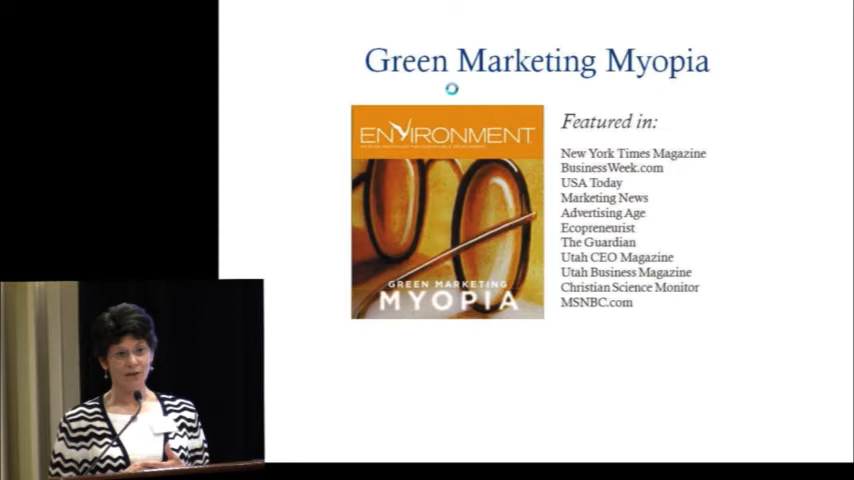 Green Marketing Myopia
ENVIRONMENT
GREEN MARKETING
MYOPIA
Featured in:
New York Times Magazine
BusinessWeek.com
USA Today
Marketing News
Advertising Age
Ecopreneurist
The Guardian
Utah CEO Magazine
Utah Business Magazine
Christian Science Monitor
MSNBC.com